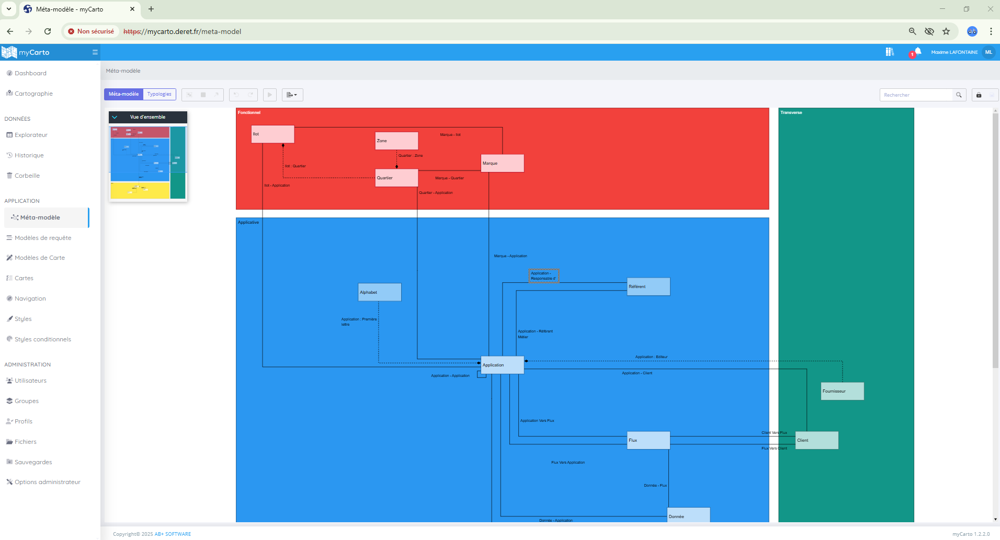 Méta-modèle - myCarto
Non sécurisé
https://mycarto.deret.fr/meta-model
myCarto
1
Maxime LAFONTAINE
ML
Dashboard
Cartographie
DONNÉES
Explorateur
Historique
Corbeille
APPLICATION
Méta-modèle
Modèles de requête
Modèles de Carte
Cartes
Navigation
Styles
Styles conditionnels
ADMINISTRATION
Utilisateurs
Groupes
Profils
Fichiers
Sauvegardes
Options administrateur
Méta-modèle
Méta-modèle
Typologies
Rechercher
Vue d'ensemble
Fonctionnel
Ilot
Zone
Marque - Ilot
Quartier : Zone
Marque
Ilot : Quartier
Quartier
Marque - Quartier
Ilot - Application
Quartier - Application
Transverse
Applicative
Marque - Application
Application -
Responsable d'
Référent
Alphabet
Application : Première
lettre
Application - Référent
Métier
Application
Application : Editeur
Application - Application
Application - Client
Fournisseur
Application Vers Flux
Flux
Client Vers Flux
Client
Flux Vers Client
Flux Vers Application
Donnée - Flux
Donnée
Donnée - Application
Copyright© 2025 AB+ SOFTWARE
myCarto 1.2.2.0